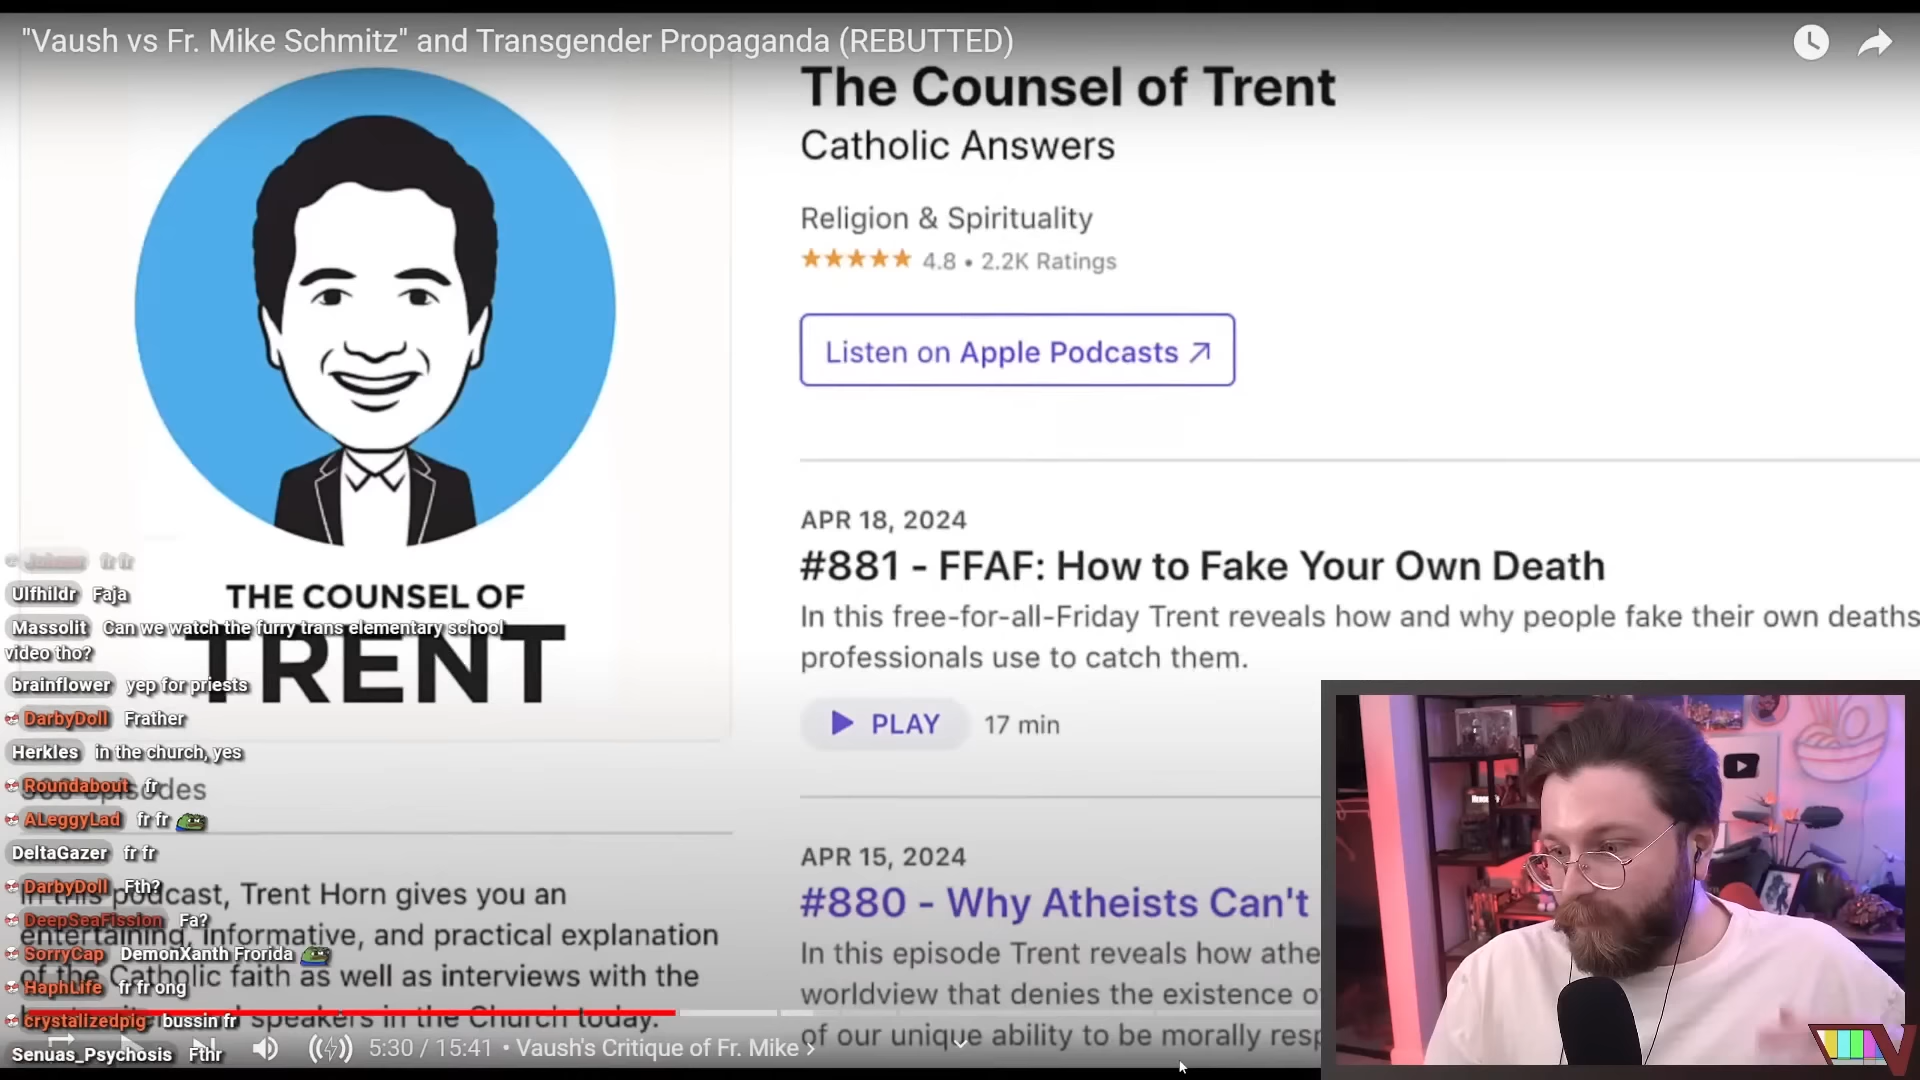 "Vaush vs Fr. Mike Schmitz" and Transgender Propaganda (REBUTTED)
The Counsel of Trent
Catholic Answers
Religion & Spirituality
★★★★★ 4.8 • 2.2K Ratings
Listen on Apple Podcasts ↗
APR 18, 2024
#881 - FFAF: How to Fake Your Own Death
In this free-for-all-Friday Trent reveals how and why people fake their own deaths
professionals use to catch them.
PLAY 17 min
APR 15, 2024
#880 - Why Atheists Can't
In this episode Trent reveals how athe
worldview that denies the existence o
of our unique ability to be morally resp
THE COUNSEL OF
TRENT
episodes
In this podcast, Trent Horn gives you an
entertaining, informative, and practical explanation
of the Catholic faith as well as interviews with the
speakers in the Church today.
fr fr
Ulfhildr Faja
Massolit Can we watch the furry trans elementary school
video tho?
brainflower yep for priests
DarbyDoll Frather
Herkles in the church, yes
Roundabout fr
ALeggyLad fr fr
DeltaGazer fr fr
DarbyDoll Fth?
DeepSeaFission Fa?
SorryCap DemonXanth Frorida
HaphLife fr fr ong
crystalizedpig bussin fr
Senuas_Psychosis Fthr
5:30 / 15:41 • Vaush's Critique of Fr. Mike ›